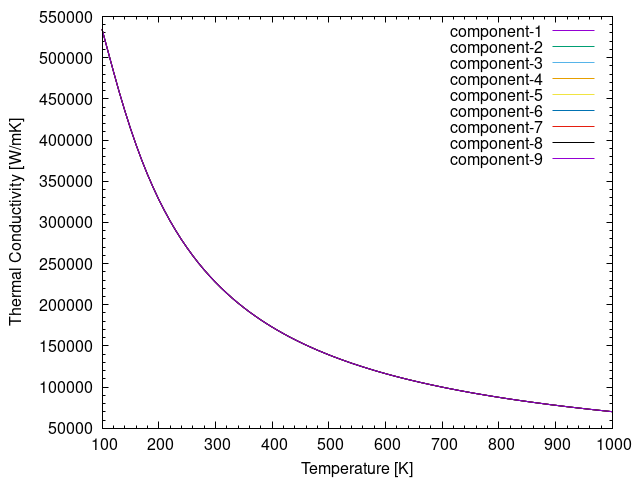 550000
500000
450000
400000
350000
300000
250000
200000
150000
100000
50000
Thermal Conductivity [W/mK]
component-1
component-2
component-3
component-4
component-5
component-6
component-7
component-8
component-9
100 200 300 400 500 600 700 800 900 1000
Temperature [K]